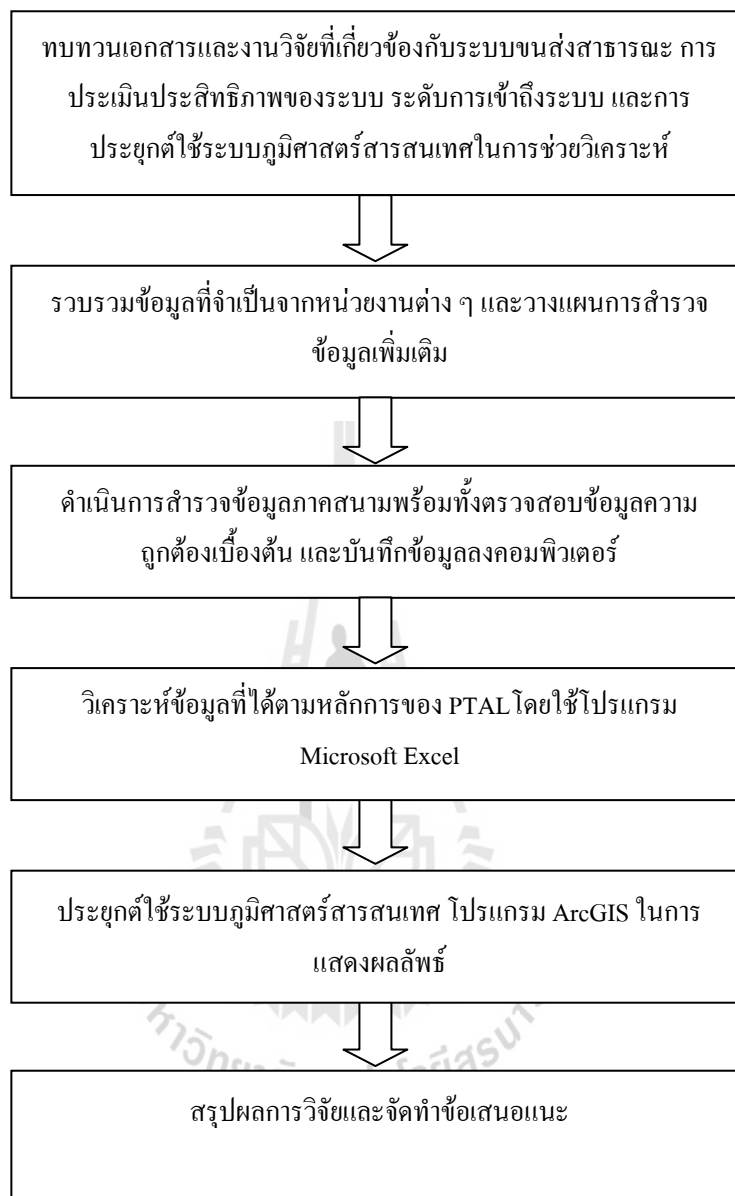 ทบทวนเอกสารและงานวิจัยที่เกี่ยวข้องกับระบบขนส่งสาธารณะ การ
ประเมินประสิทธิภาพของระบบ ระดับการเข้าถึงระบบ และการ
ประยุกต์ใช้ระบบภูมิศาสตร์สารสนเทศในการช่วยวิเคราะห์
รวบรวมข้อมูลที่จำเป็นจากหน่วยงานต่าง ๆ และวางแผนการสำรวจ
ข้อมูลเพิ่มเติม
ดำเนินการสำรวจข้อมูลภาคสนามพร้อมทั้งตรวจสอบข้อมูลความ
ถูกต้องเบื้องต้น และบันทึกข้อมูลลงคอมพิวเตอร์
วิเคราะห์ข้อมูลที่ได้ตามหลักการของ PTAL โดยใช้โปรแกรม
Microsoft Excel
ประยุกต์ใช้ระบบภูมิศาสตร์สารสนเทศ โปรแกรม ArcGIS ในการ
แสดงผลลัพธ์
สรุปผลการวิจัยและจัดทำข้อเสนอแนะ